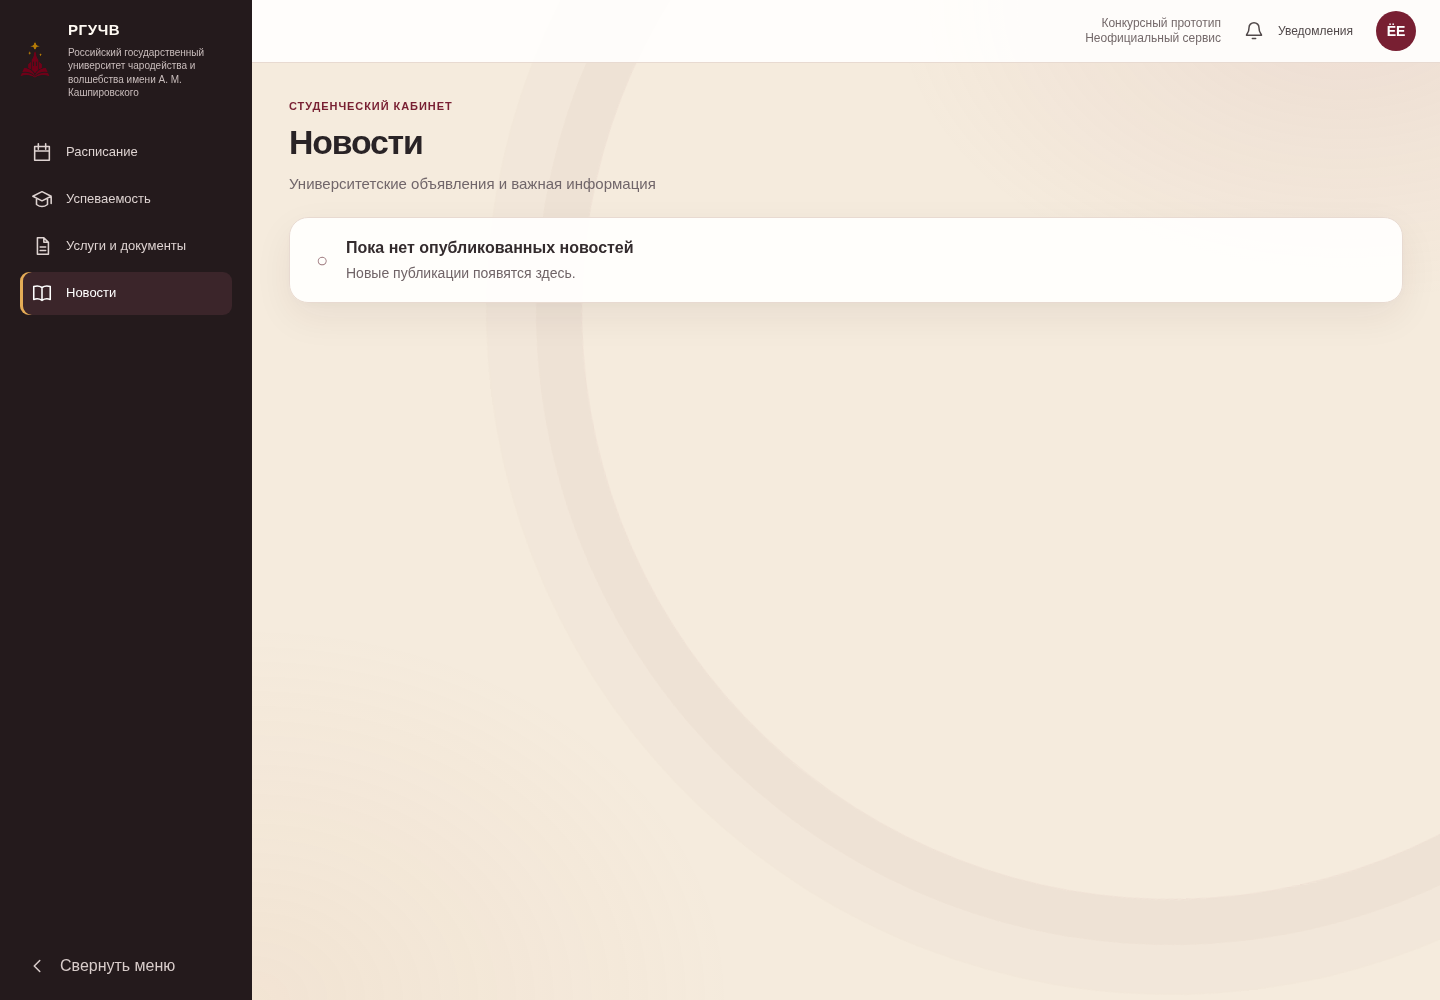 РГУЧВ
Российский государственный
университет чародейства и
волшебства имени А. М.
Кашпировского
Расписание
Успеваемость
Услуги и документы
Новости
Свернуть меню
Конкурсный прототип
Неофициальный сервис
Уведомления
ЁЕ
СТУДЕНЧЕСКИЙ КАБИНЕТ
Новости
Университетские объявления и важная информация
Пока нет опубликованных новостей
Новые публикации появятся здесь.